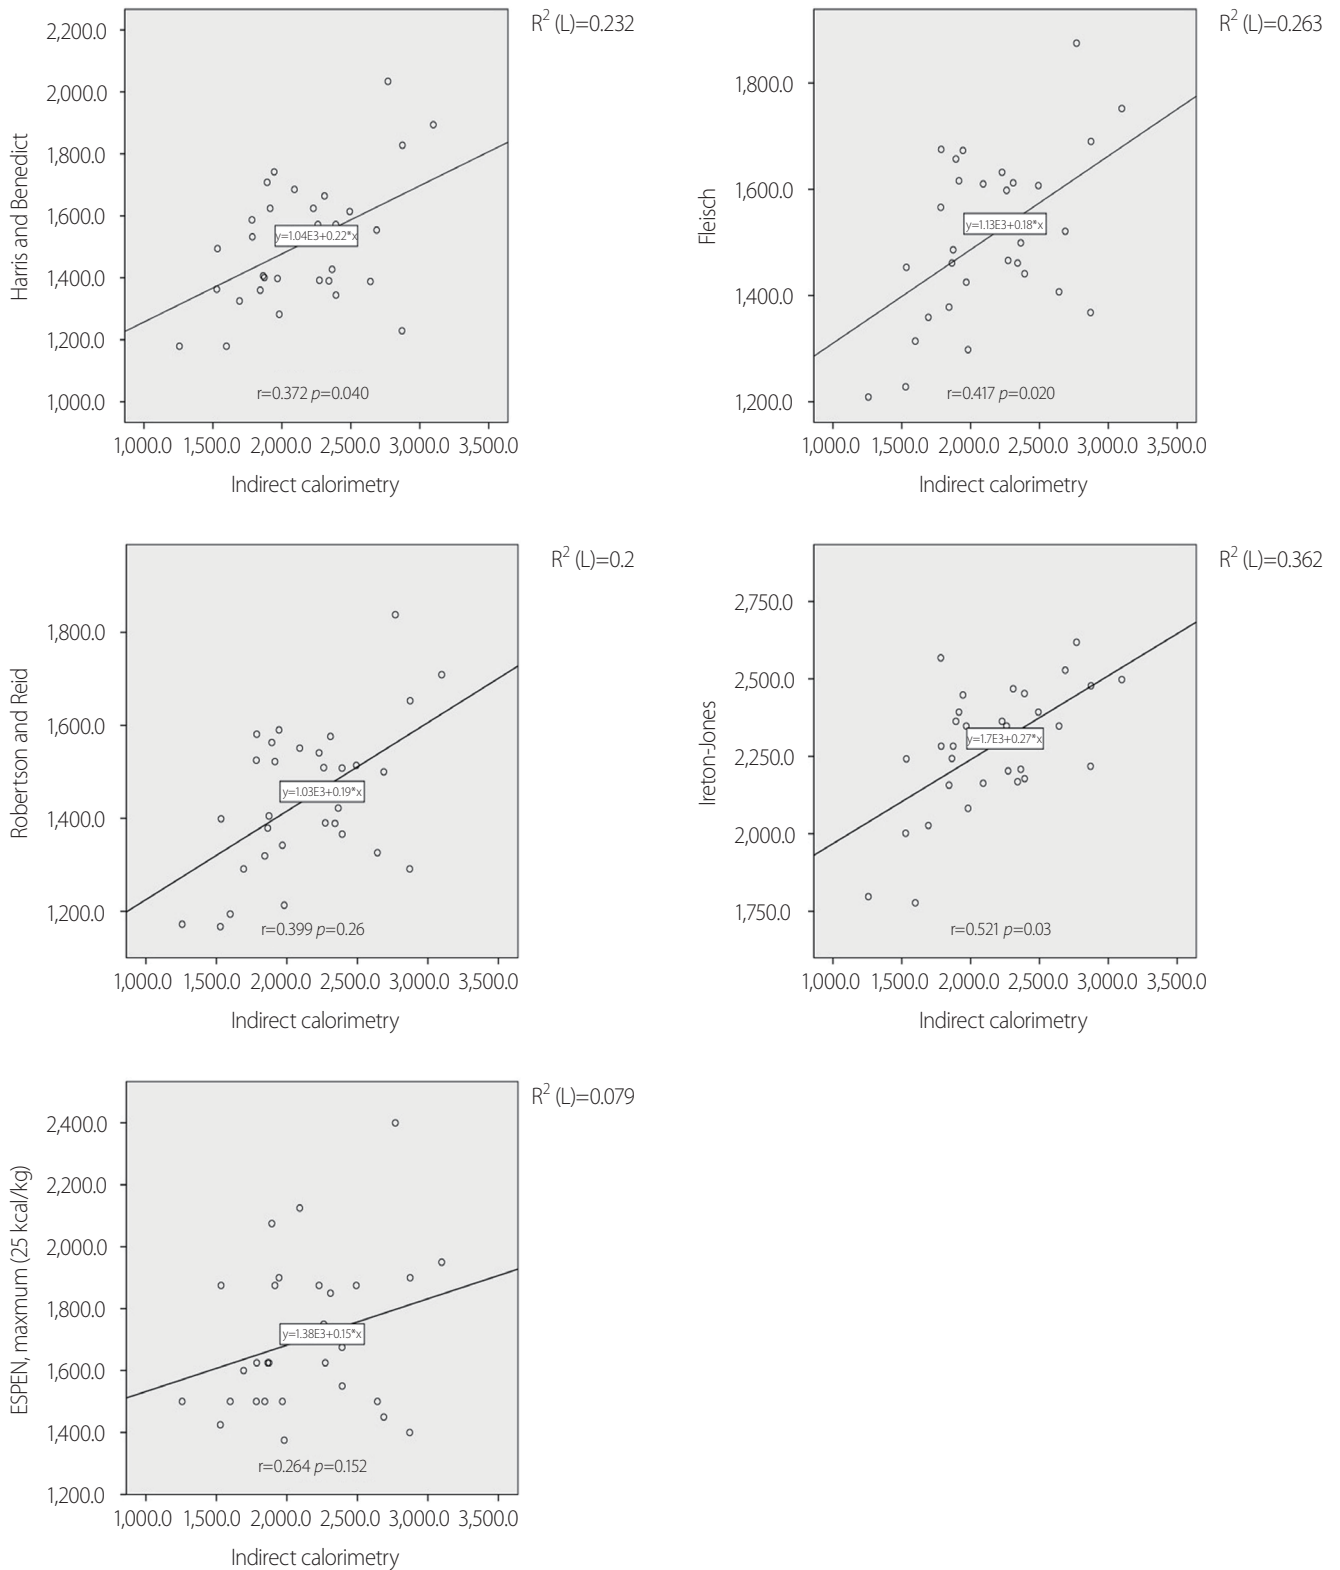 R² (L)=0.232
Harris and Benedict
2,200.0
2,000.0
1,800.0
1,600.0
1,400.0
1,200.0
1,000.0
y=1.04E3+0.22*x
r=0.372 p=0.040
1,000.0 1,500.0 2,000.0 2,500.0 3,000.0 3,500.0
Indirect calorimetry
R² (L)=0.263
Fleisch
1,800.0
1,600.0
1,400.0
1,200.0
y=1.13E3+0.18*x
r=0.417 p=0.020
1,000.0 1,500.0 2,000.0 2,500.0 3,000.0 3,500.0
Indirect calorimetry
R² (L)=0.2
Robertson and Reid
1,800.0
1,600.0
1,400.0
1,200.0
y=1.03E3+0.19*x
r=0.399 p=0.26
1,000.0 1,500.0 2,000.0 2,500.0 3,000.0 3,500.0
Indirect calorimetry
R² (L)=0.362
Ireton-Jones
2,750.0
2,500.0
2,250.0
2,000.0
1,750.0
y=1.7E3+0.27*x
r=0.521 p=0.03
1,000.0 1,500.0 2,000.0 2,500.0 3,000.0 3,500.0
Indirect calorimetry
R² (L)=0.079
ESPEN, maxmum (25 kcal/kg)
2,400.0
2,200.0
2,000.0
1,800.0
1,600.0
1,400.0
1,200.0
y=1.38E3+0.15*x
r=0.264 p=0.152
1,000.0 1,500.0 2,000.0 2,500.0 3,000.0 3,500.0
Indirect calorimetry